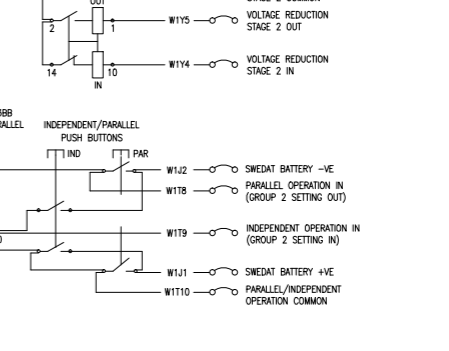 STAGE 2 COMMON
OUT
2
1
W1Y5
VOLTAGE REDUCTION
STAGE 2 OUT
14
10
W1Y4
VOLTAGE REDUCTION
STAGE 2 IN
IN
INDEPENDENT/PARALLEL
PUSH BUTTONS
IND
PAR
W1J2
SWEDAT BATTERY -VE
W1T8
PARALLEL OPERATION IN
(GROUP 2 SETTING OUT)
W1T9
INDEPENDENT OPERATION IN
(GROUP 2 SETTING IN)
W1J1
SWEDAT BATTERY +VE
W1T10
PARALLEL/INDEPENDENT
OPERATION COMMON